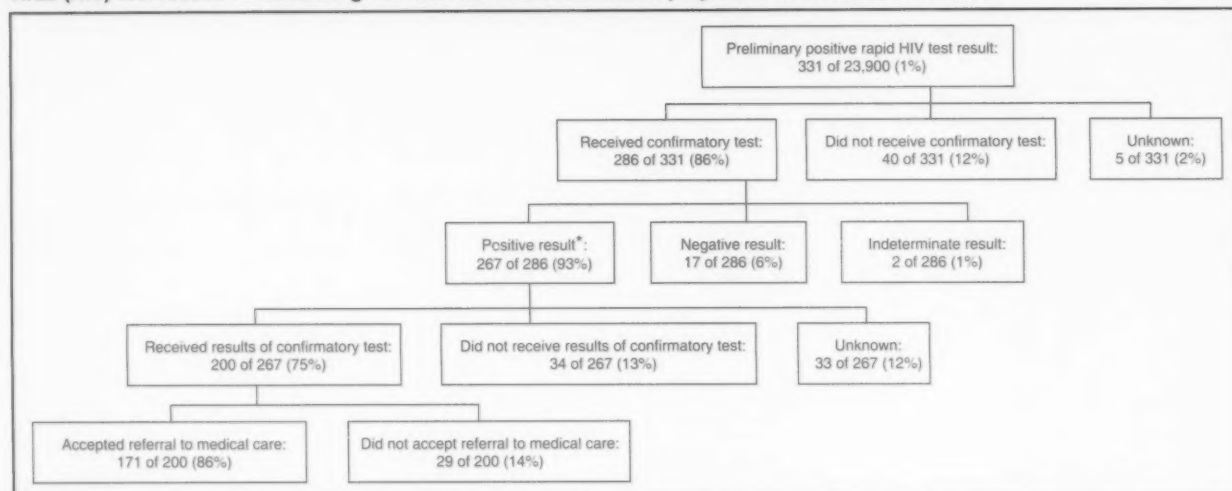 Preliminary positive rapid HIV test result:
331 of 23,900 (1%)
Received confirmatory test:
286 of 331 (86%)
Did not receive confirmatory test:
40 of 331 (12%)
Unknown:
5 of 331 (2%)
Positive result*:
267 of 286 (93%)
Negative result:
17 of 286 (6%)
Indeterminate result:
2 of 286 (1%)
Received results of confirmatory test:
200 of 267 (75%)
Did not receive results of confirmatory test:
34 of 267 (13%)
Unknown:
33 of 267 (12%)
Accepted referral to medical care:
171 of 200 (86%)
Did not accept referral to medical care:
29 of 200 (14%)